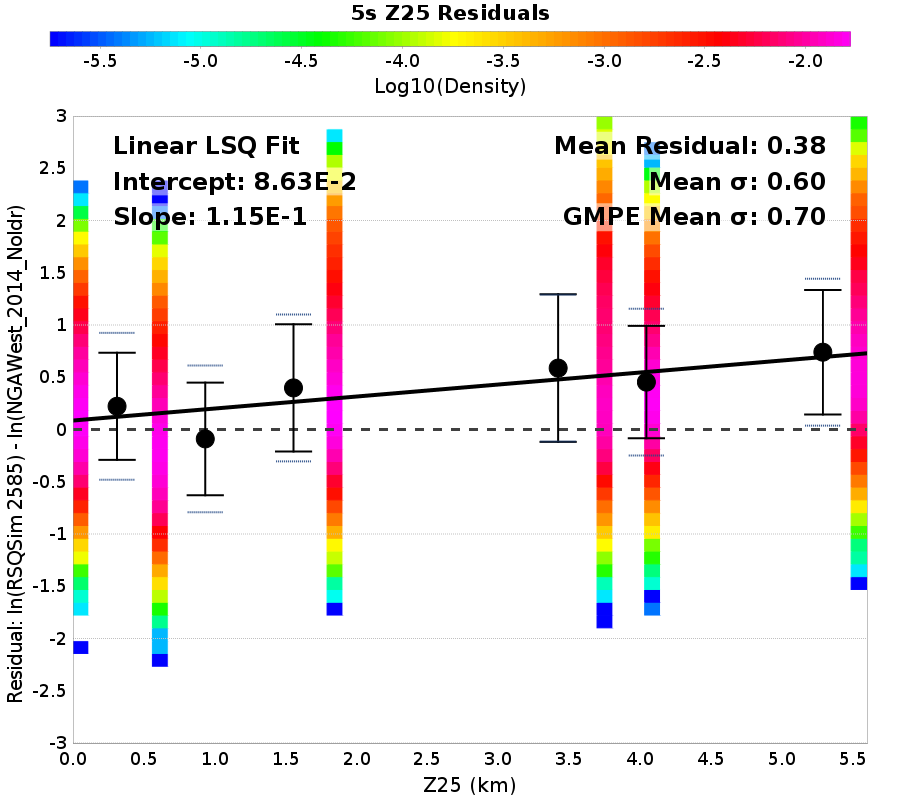 5s Z25 Residuals
-5.5 -5.0 -4.5 -4.0 -3.5 -3.0 -2.5 -2.0
Log10(Density)
Linear LSQ Fit
Intercept: 8.63E-2
Slope: 1.15E-1
Mean Residual: 0.38
Mean σ: 0.60
GMPE Mean σ: 0.70
Residual: ln(RSQSim 2585) - ln(NGAWest_2014_NoIdr)
3
2.5
2
1.5
1
0.5
0
-0.5
-1
-1.5
-2
-2.5
-3
0.0 0.5 1.0 1.5 2.0 2.5 3.0 3.5 4.0 4.5 5.0 5.5
Z25 (km)